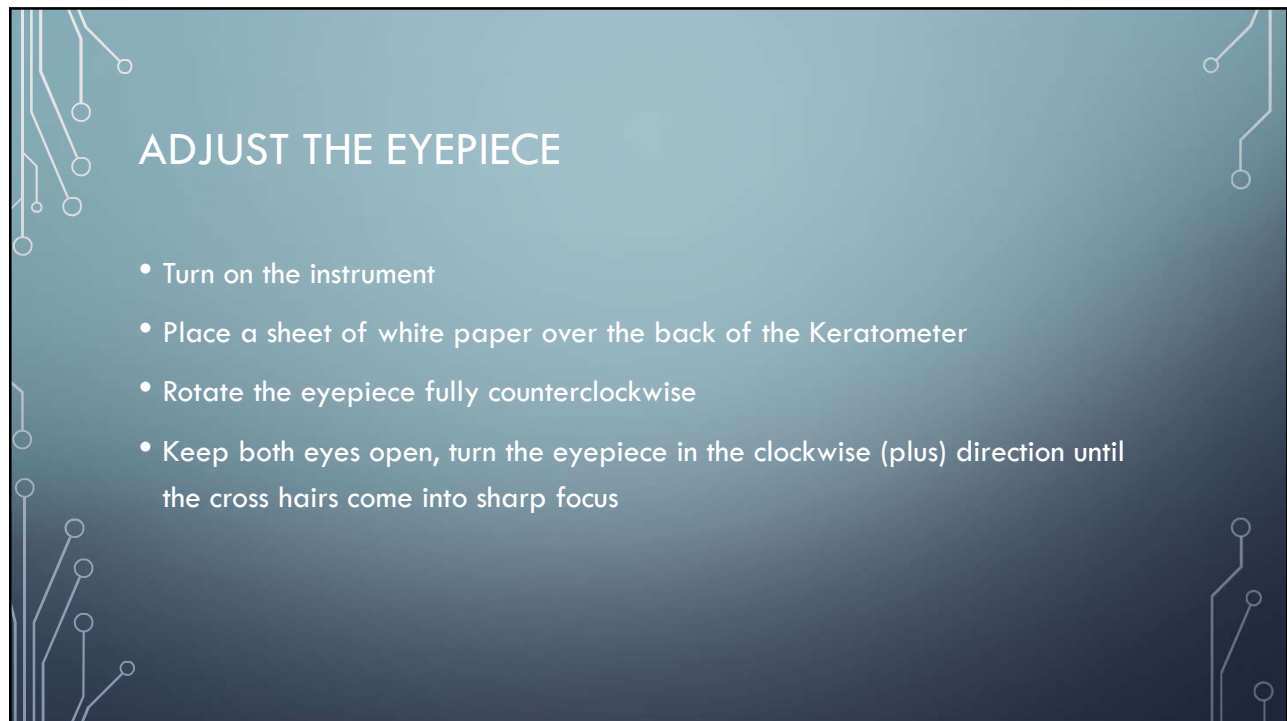 ADJUST THE EYEPIECE
• Turn on the instrument
• Place a sheet of white paper over the back of the Keratometer
• Rotate the eyepiece fully counterclockwise
• Keep both eyes open, turn the eyepiece in the clockwise (plus) direction until
the cross hairs come into sharp focus